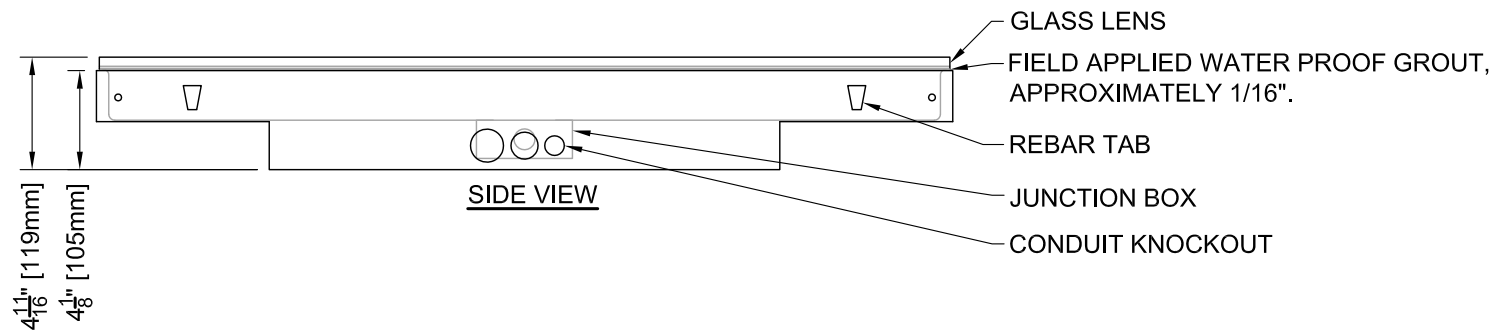 GLASS LENS
FIELD APPLIED WATER PROOF GROUT,
APPROXIMATELY 1/16".
REBAR TAB
JUNCTION BOX
SIDE VIEW
CONDUIT KNOCKOUT
4 11/16" [119mm]
4 1/8" [105mm]